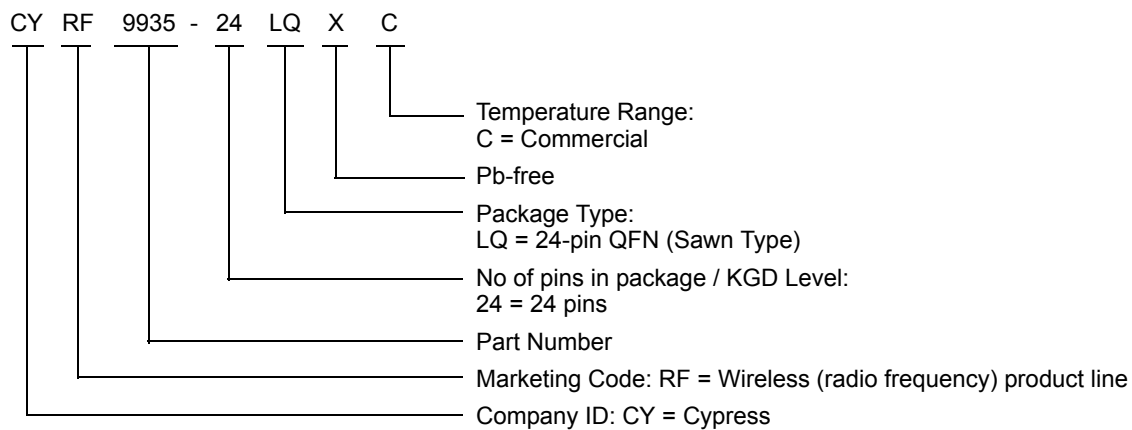 CY RF 9935 - 24 LQ X C
Temperature Range:
C = Commercial
Pb-free
Package Type:
LQ = 24-pin QFN (Sawn Type)
No of pins in package / KGD Level:
24 = 24 pins
Part Number
Marketing Code: RF = Wireless (radio frequency) product line
Company ID: CY = Cypress